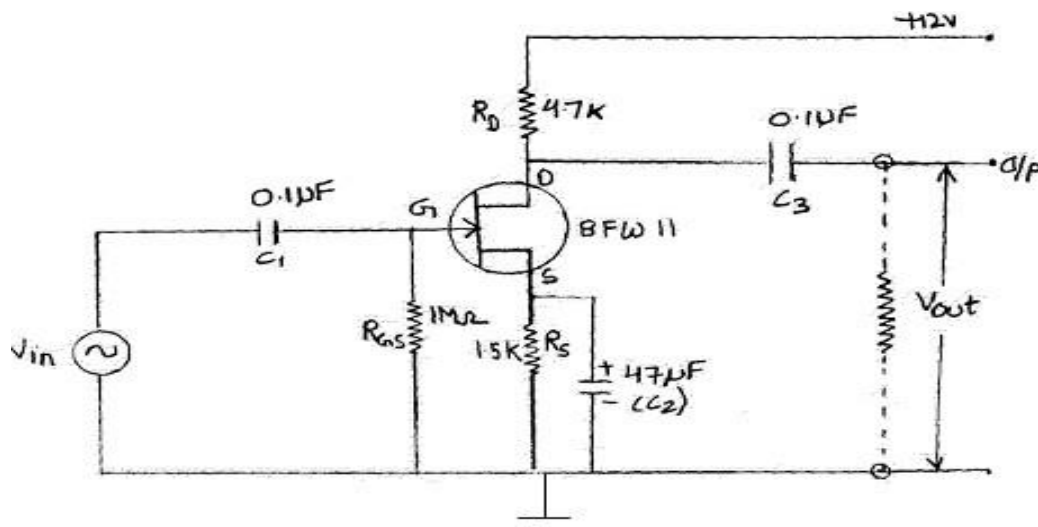 +12V
RD
4.7K
0.1µF
O/P
D
C3
0.1µF
G
BFW 11
C1
S
Vin
RGS
1MΩ
1.5K
RS
+ 47µF
- (C2)
Vout